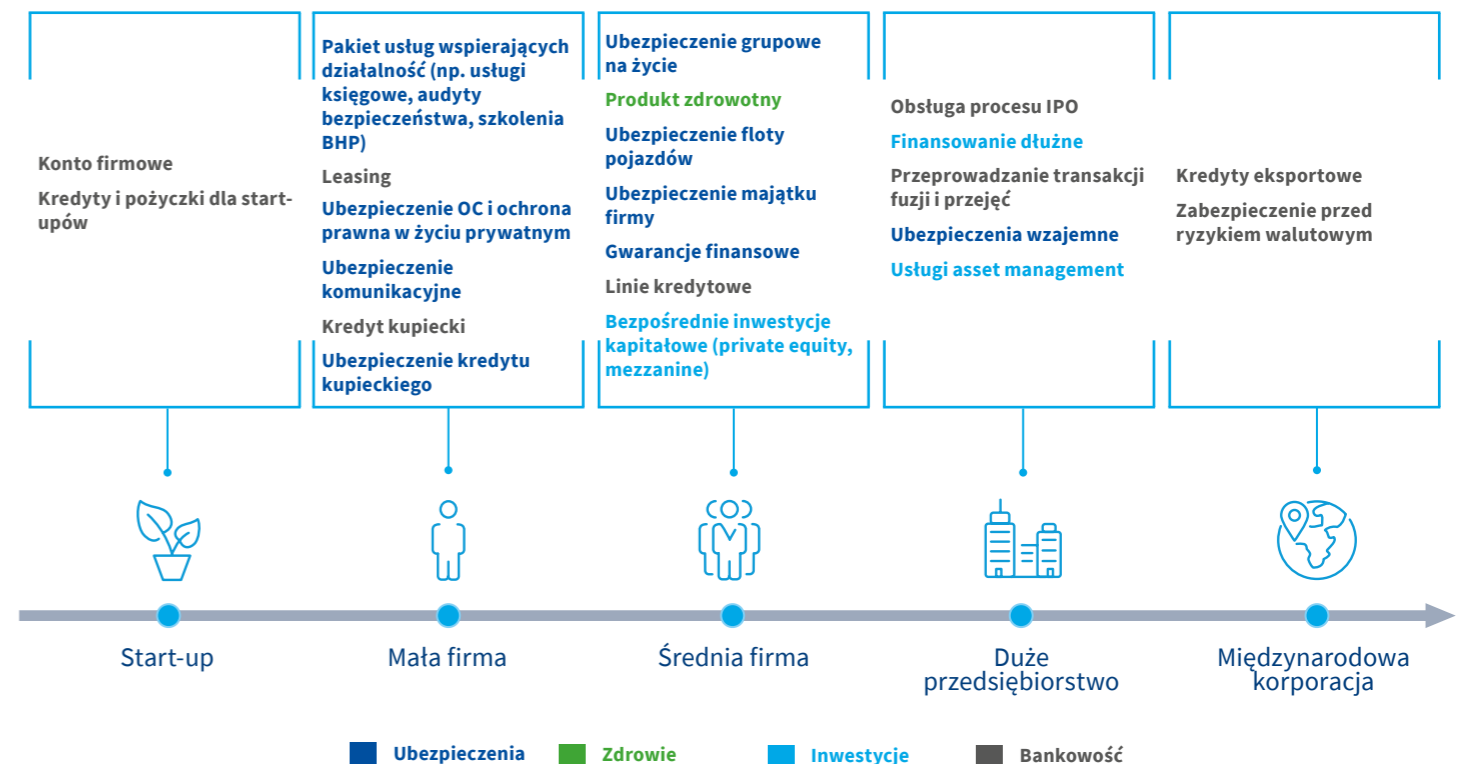 Konto firmowe
Kredyty i pożyczki dla start-
upów
Pakiet usług wspierających
działalność (np. usługi
księgowe, audyty
bezpieczeństwa, szkolenia
BHP)
Leasing
Ubezpieczenie OC i ochrona
prawna w życiu prywatnym
Ubezpieczenie
komunikacyjne
Kredyt kupiecki
Ubezpieczenie kredytu
kupieckiego
Ubezpieczenie grupowe
na życie
Produkt zdrowotny
Ubezpieczenie floty
pojazdów
Ubezpieczenie majątku
firmy
Gwarancje finansowe
Linie kredytowe
Bezpośrednie inwestycje
kapitałowe (private equity,
mezzanine)
Obsługa procesu IPO
Finansowanie dłużne
Przeprowadzanie transakcji
fuzji i przejęć
Ubezpieczenia wzajemne
Usługi asset management
Kredyty eksportowe
Zabezpieczenie przed
ryzykiem walutowym
Start-up
Mała firma
Średnia firma
Duże
przedsiębiorstwo
Międzynarodowa
korporacja
Ubezpieczenia
Zdrowie
Inwestycje
Bankowość